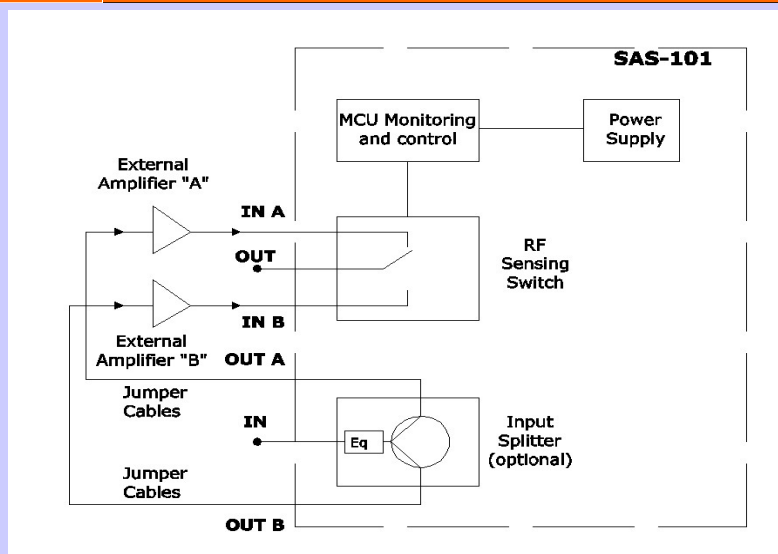 SAS-101
MCU Monitoring
and control
Power
Supply
External
Amplifier "A"
IN A
OUT
RF
Sensing
Switch
IN B
External
Amplifier "B"
OUT A
Jumper
Cables
IN
Eq
Input
Splitter
(optional)
Jumper
Cables
OUT B